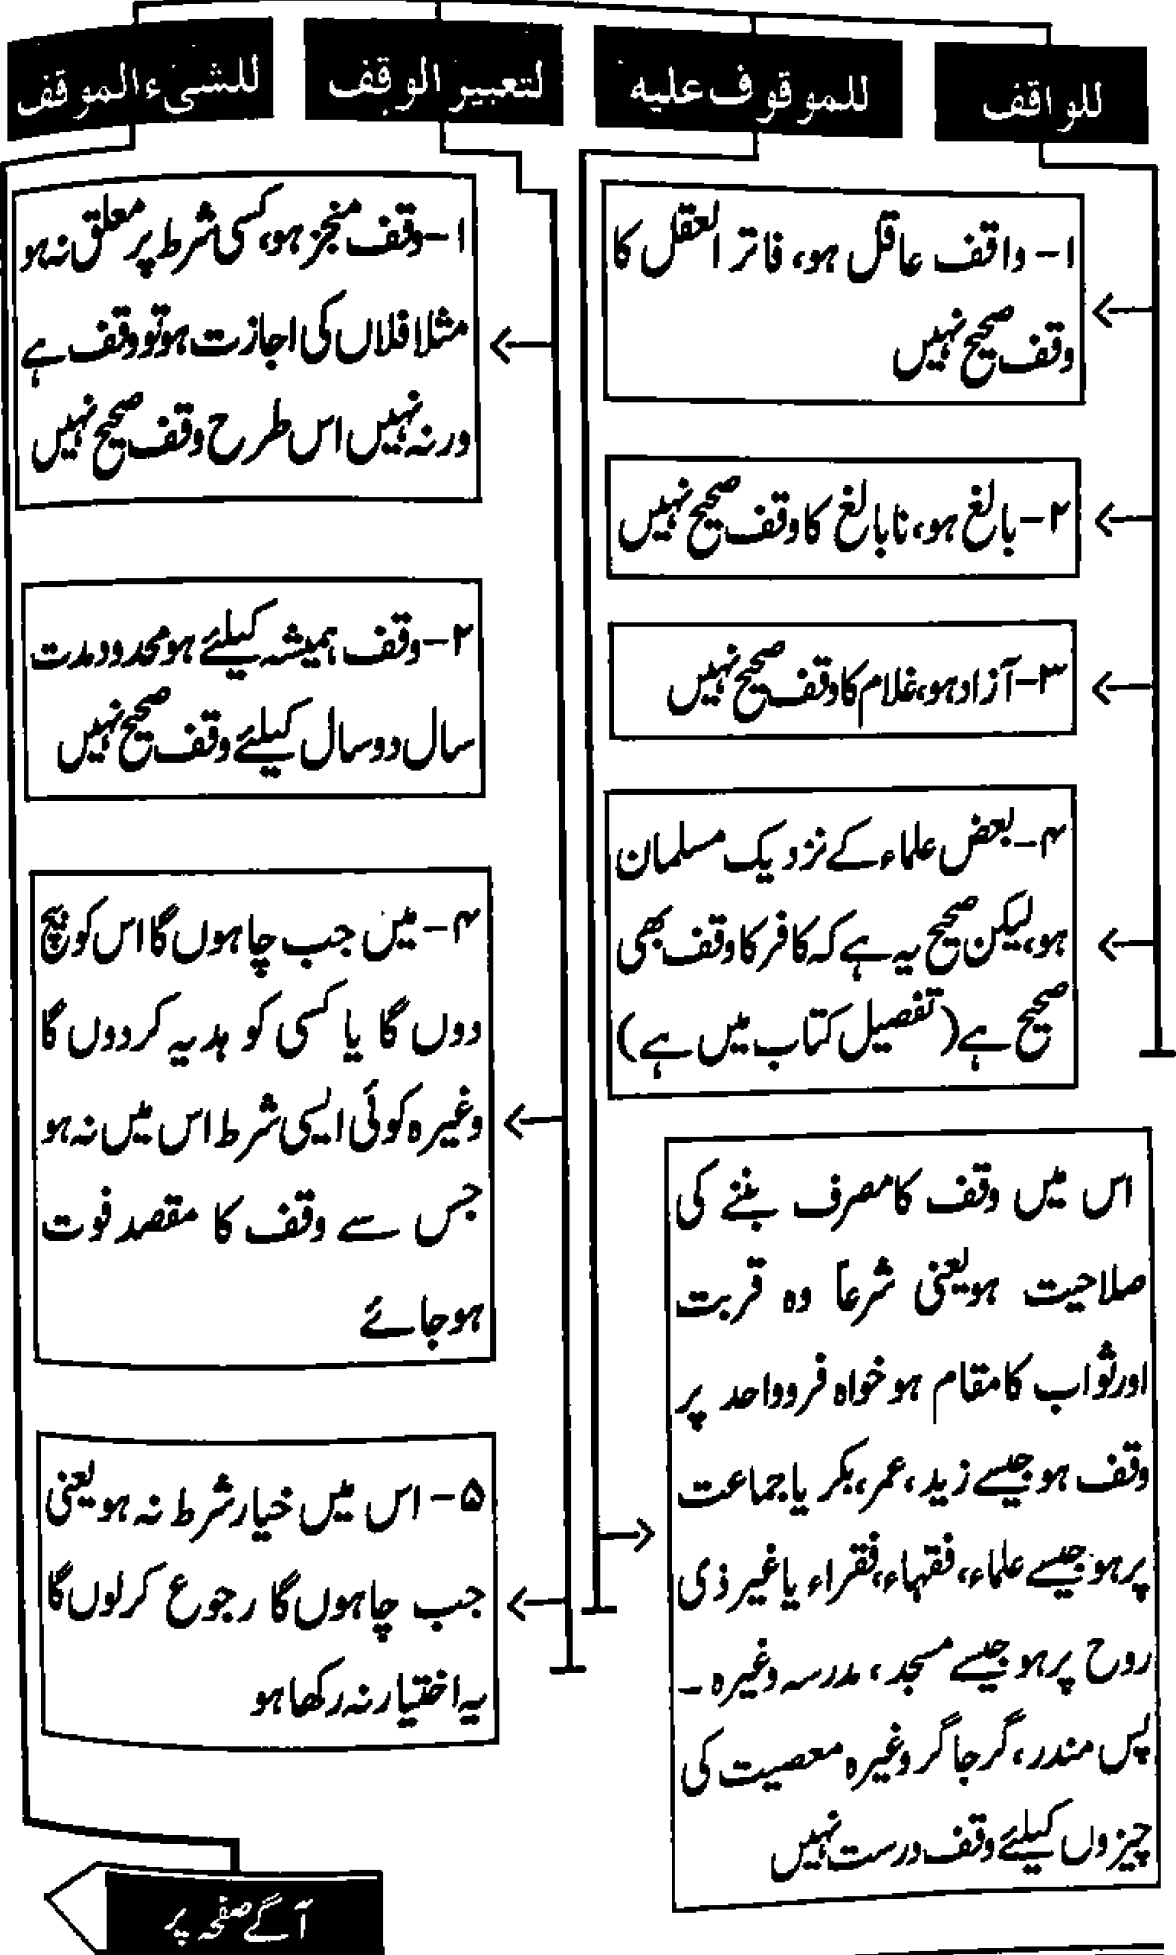 للواقف
للموقوف علیه
لتعبیر الوقف
للشیء الموقف
۱- واقف عاقل ہو، فاتر العقل کا
وقف صحیح نہیں
۲- بالغ ہو، نابالغ کا وقف صحیح نہیں
۳- آزاد ہو، غلام کا وقف صحیح نہیں
۴- بعض علماء کے نزدیک مسلمان
ہو، لیکن صحیح یہ ہے کہ کافر کا وقف بھی
صحیح ہے (تفصیل کتاب میں ہے)
اس میں وقف کا مصرف بننے کی
صلاحیت ہو یعنی شرعاً وہ قربت
اور ثواب کا مقام ہو خواہ فرد واحد پر
وقف ہو جیسے زید، عمر، بکر یا جماعت
پر ہو جیسے علماء، فقہاء، فقراء یا غیر ذی
روح پر ہو جیسے مسجد، مدرسہ وغیرہ۔
پس مندر، گرجا گر وغیرہ معصیت کی
چیزوں کیلئے وقف درست نہیں
۱- وقف منجز ہو، کسی شرط پر معلق نہ ہو
مثلا فلاں کی اجازت ہو تو وقف ہے
ورنہ نہیں اس طرح وقف صحیح نہیں
۲- وقف ہمیشہ کیلئے ہو محدود مدت
سال دو سال کیلئے وقف صحیح نہیں
۴- میں جب چاہوں گا اس کو بیچ
دوں گا یا کسی کو ہدیہ کردوں گا
وغیرہ کوئی ایسی شرط اس میں نہ ہو
جس سے وقف کا مقصد فوت
ہوجائے
۵- اس میں خیار شرط نہ ہو یعنی
جب چاہوں گا رجوع کرلوں گا
یہ اختیار نہ رکھا ہو
آگے صفحہ پر